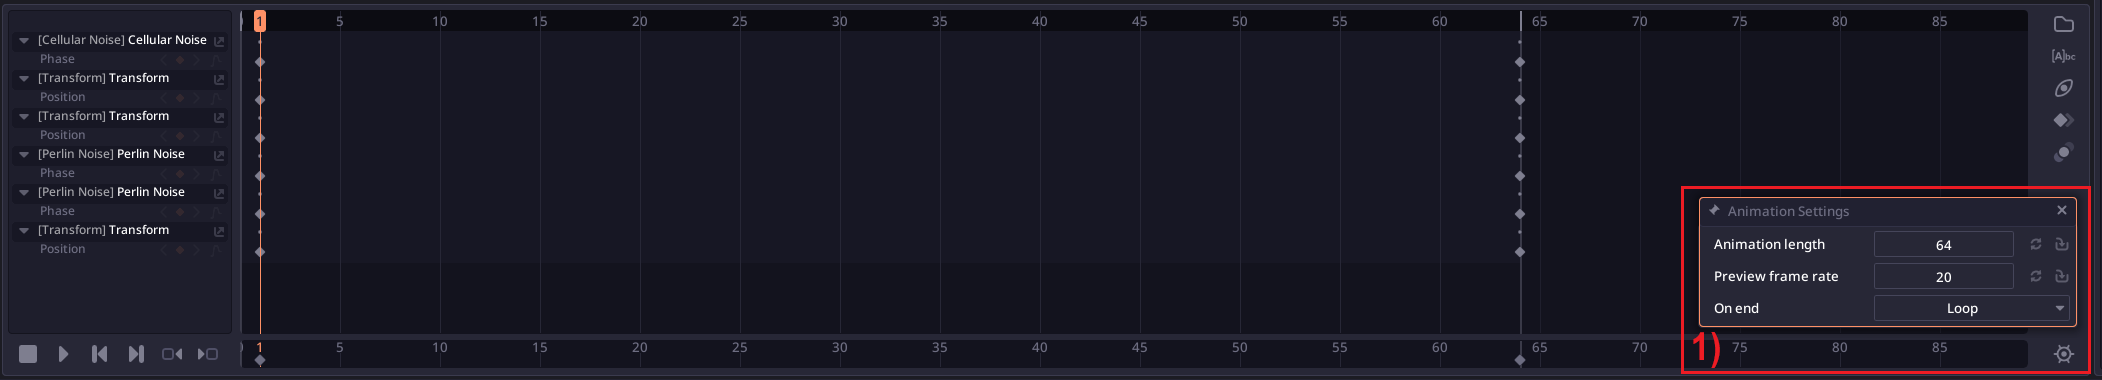 1 5 10 15 20 25 30 35 40 45 50 55 60 65 70 75 80 85
[Cellular Noise] Cellular Noise
Phase
[Transform] Transform
Position
[Transform] Transform
Position
[Perlin Noise] Perlin Noise
Phase
[Perlin Noise] Perlin Noise
Phase
[Transform] Transform
Position
[A]bc
Animation Settings
Animation length 64
Preview frame rate 20
On end Loop
1)
1 5 10 15 20 25 30 35 40 45 50 55 60 65 70 75 80 85